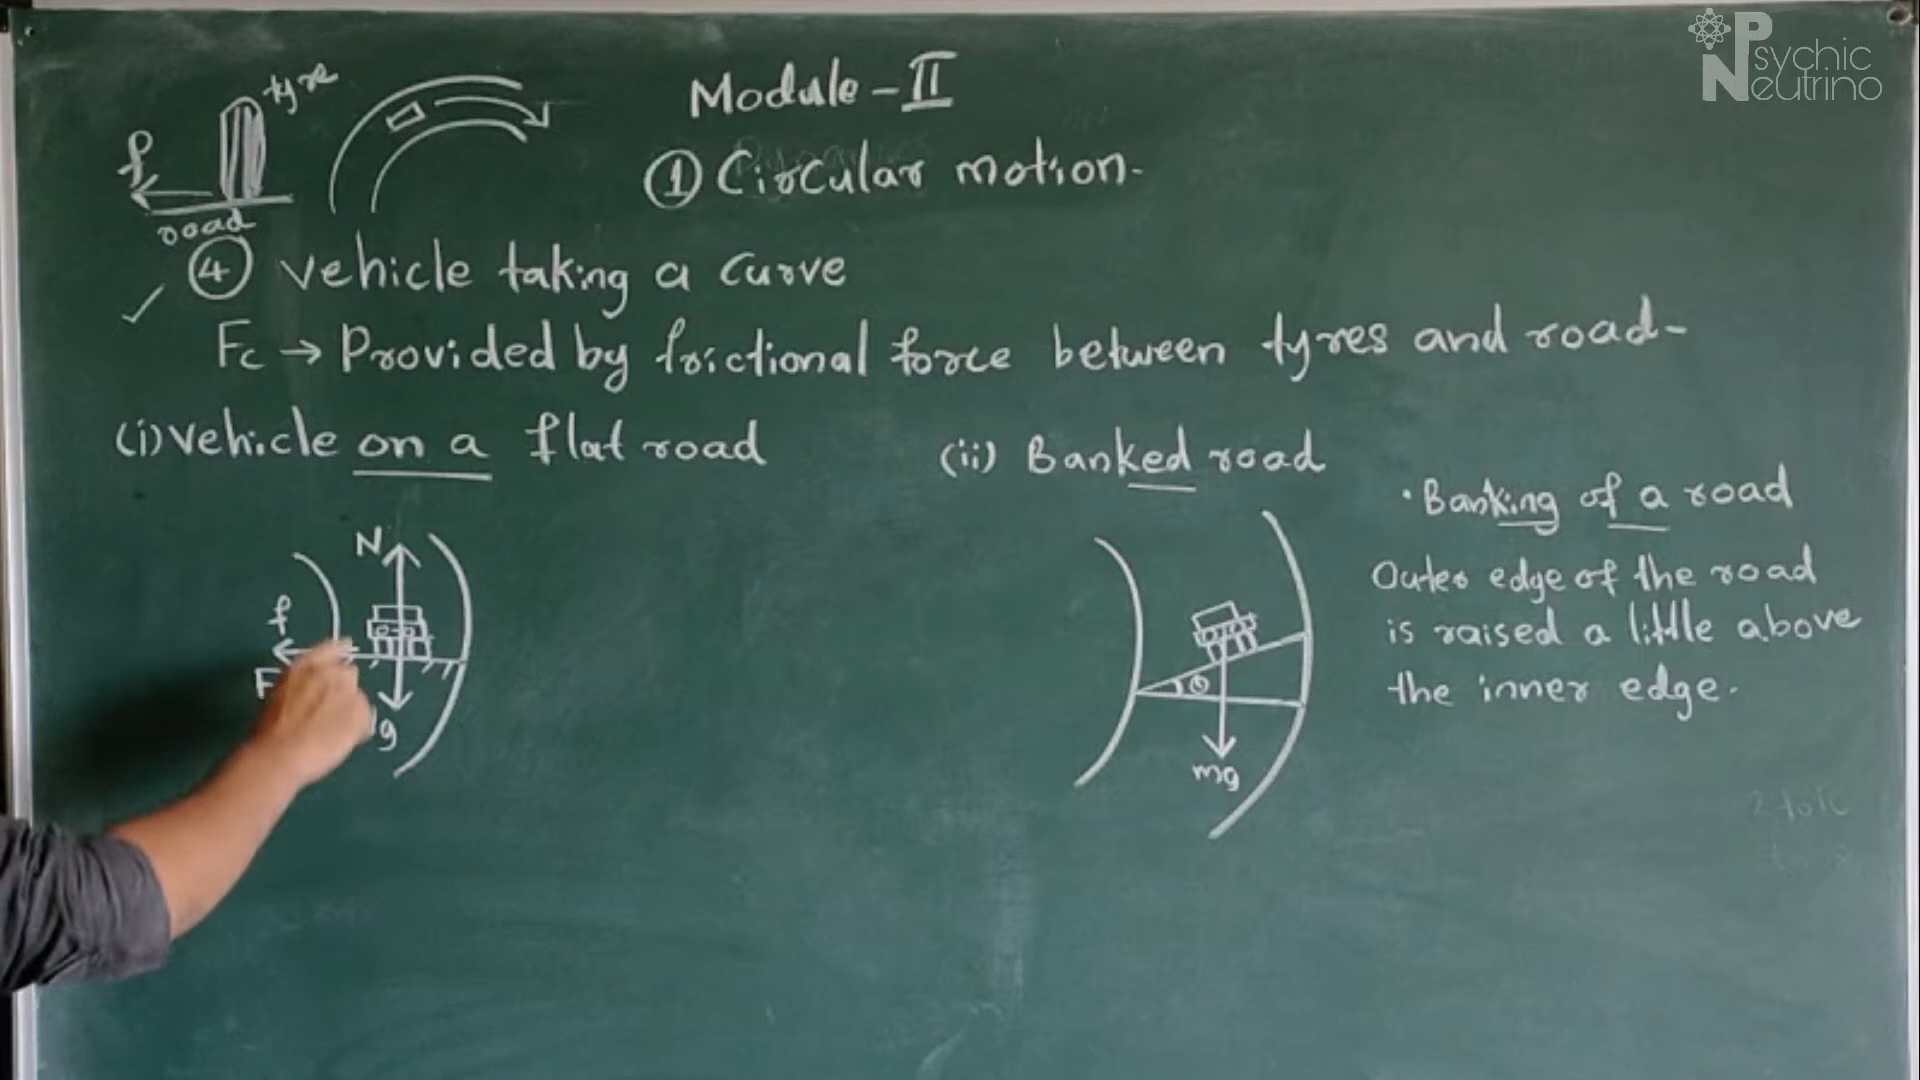 Psychic
Neutrino
Module - II
① Circular motion.
tyre
f
road
④ vehicle taking a curve
✓ Fc → Provided by frictional force between tyres and road-
(i) vehicle on a flat road
(ii) Banked road
· Banking of a road
Outer edge of the road
is raised a little above
the inner edge.
N
f
F
g
θ
mg